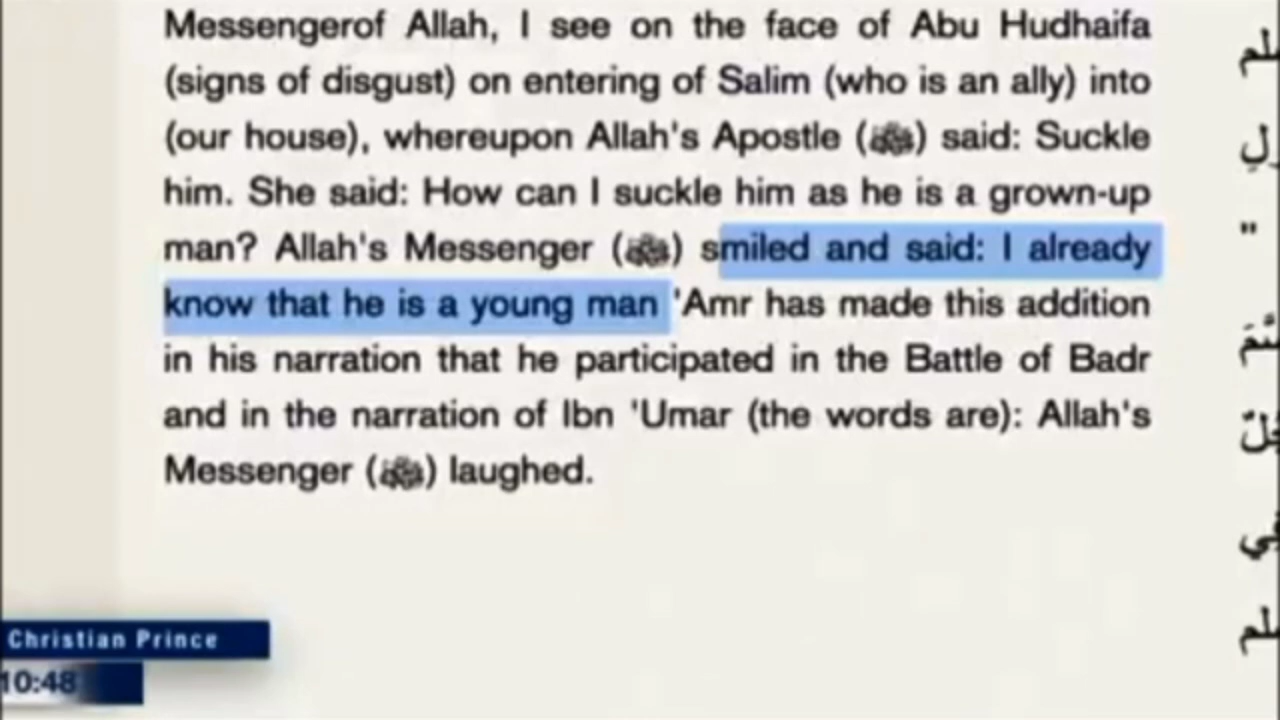 Messengerof Allah, I see on the face of Abu Hudhaifa
(signs of disgust) on entering of Salim (who is an ally) into
(our house), whereupon Allah's Apostle (ﷺ) said: Suckle
him. She said: How can I suckle him as he is a grown-up
man? Allah's Messenger (ﷺ) smiled and said: I already
know that he is a young man 'Amr has made this addition
in his narration that he participated in the Battle of Badr
and in the narration of Ibn 'Umar (the words are): Allah's
Messenger (ﷺ) laughed.
Christian Prince
10:48